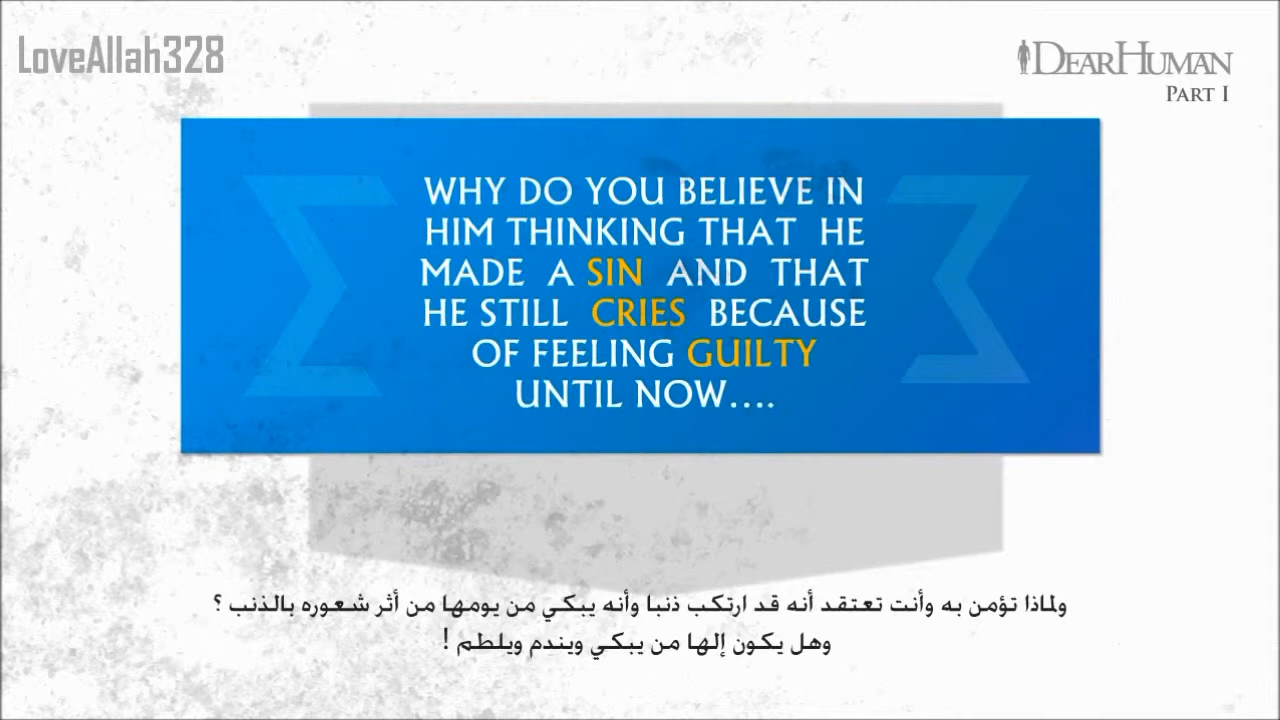 LoveAllah328
DEARHUMAN
PART I
WHY DO YOU BELIEVE IN
HIM THINKING THAT HE
MADE A SIN AND THAT
HE STILL CRIES BECAUSE
OF FEELING GUILTY
UNTIL NOW....
ولماذا تؤمن به وأنت تعتقد أنه قد ارتكب ذنبا وأنه يبكي من يومها من أثر شعوره بالذنب ؟
وهل يكون إلها من يبكي ويندم ويلطم !